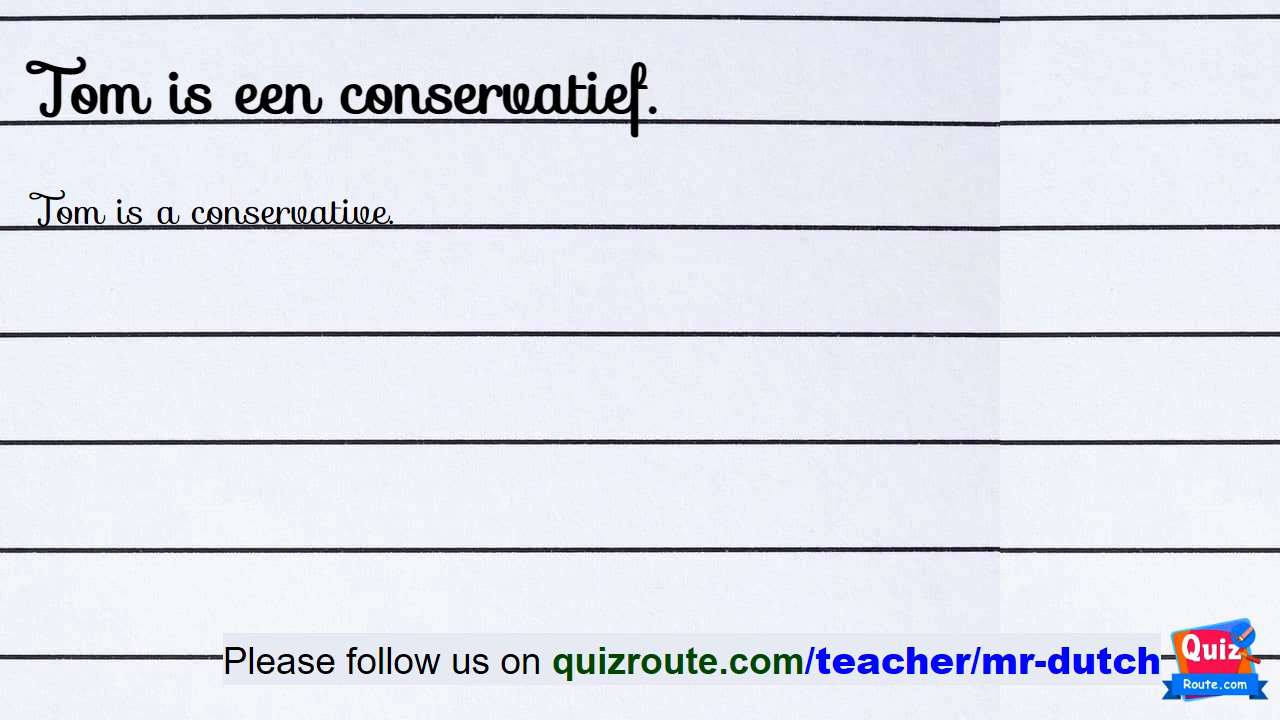 Tom is een conservatief.
Tom is a conservative.
Please follow us on quizroute.com/teacher/mr-dutch
Quiz
Route.com